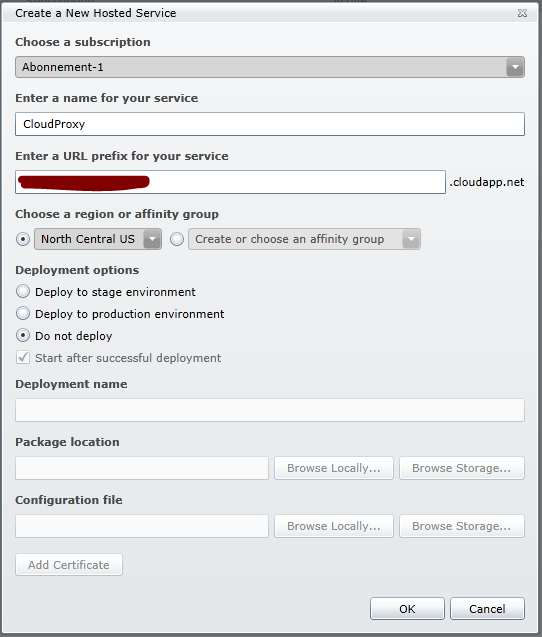 Create a New Hosted Service
Choose a subscription
Abonnement-1
Enter a name for your service
CloudProxy
Enter a URL prefix for your service
.cloudapp.net
Choose a region or affinity group
North Central US Create or choose an affinity group
Deployment options
Deploy to stage environment
Deploy to production environment
Do not deploy
Start after successful deployment
Deployment name
Package location
Browse Locally... Browse Storage...
Configuration file
Browse Locally... Browse Storage...
Add Certificate
OK Cancel